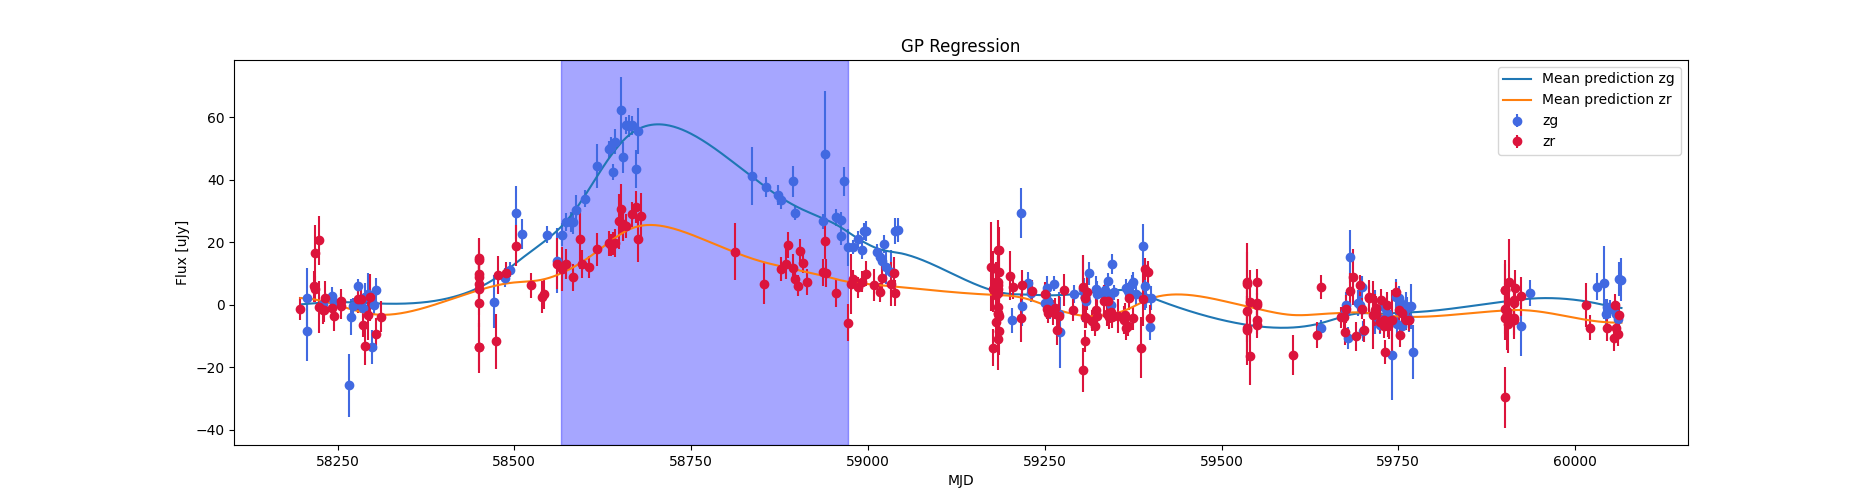 GP Regression
Mean prediction zg
Mean prediction zr
zg
zr
Flux [uJy]
60
40
20
0
−20
−40
58250 58500 58750 59000 59250 59500 59750 60000
MJD